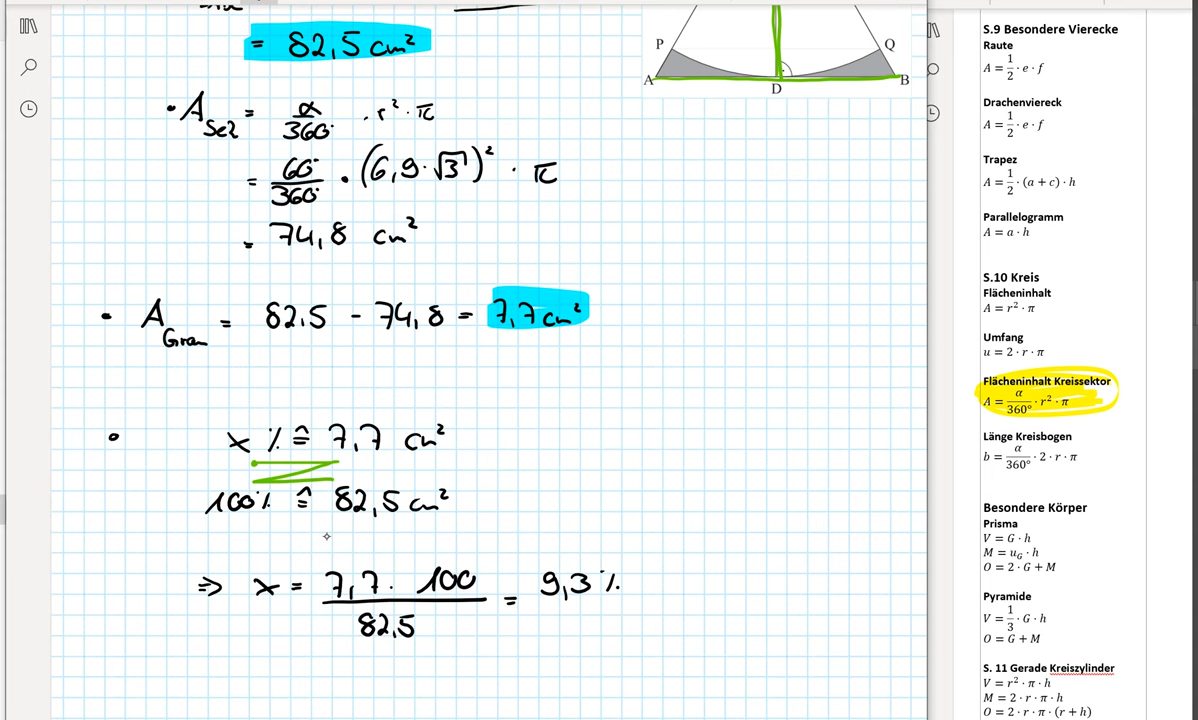 = 82,5 cm²
P
Q
A
B
D
• A_Sek = α/360° · r² · π
= 60°/360° · (6,9 · √3)² · π
= 74,8 cm²
• A_Grau = 82,5 - 74,8 = 7,7 cm²
• x % ≙ 7,7 cm²
100% ≙ 82,5 cm²
⇒ x = 7,7 · 100 / 82,5 = 9,3 %
S.9 Besondere Vierecke
Raute
A = 1/2 · e · f
Drachenviereck
A = 1/2 · e · f
Trapez
A = 1/2 · (a + c) · h
Parallelogramm
A = a · h
S.10 Kreis
Flächeninhalt
A = r² · π
Umfang
u = 2 · r · π
Flächeninhalt Kreissektor
A = α/360° · r² · π
Länge Kreisbogen
b = α/360° · 2 · r · π
Besondere Körper
Prisma
V = G · h
M = u_G · h
O = 2 · G + M
Pyramide
V = 1/3 · G · h
O = G + M
S. 11 Gerade Kreiszylinder
V = r² · π · h
M = 2 · r · π · h
O = 2 · r · π · (r + h)